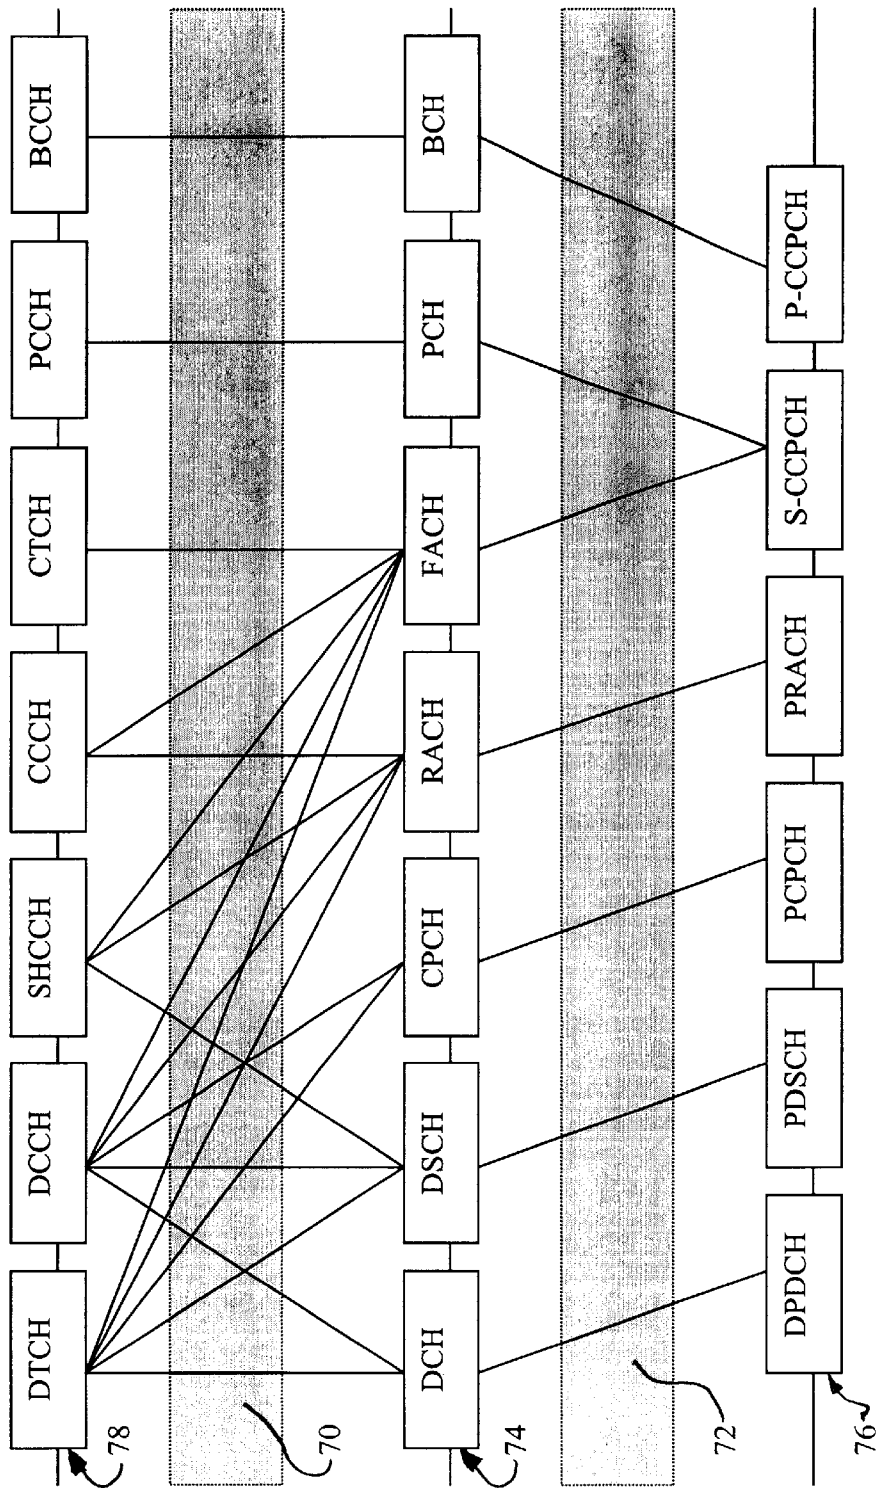 DTCH
DCCH
SHCCH
CCCH
CTCH
PCCH
BCCH
78
70
DCH
DSCH
CPCH
RACH
FACH
PCH
BCH
74
72
DPDCH
PDSCH
PCPCH
PRACH
S-CCPCH
P-CCPCH
76